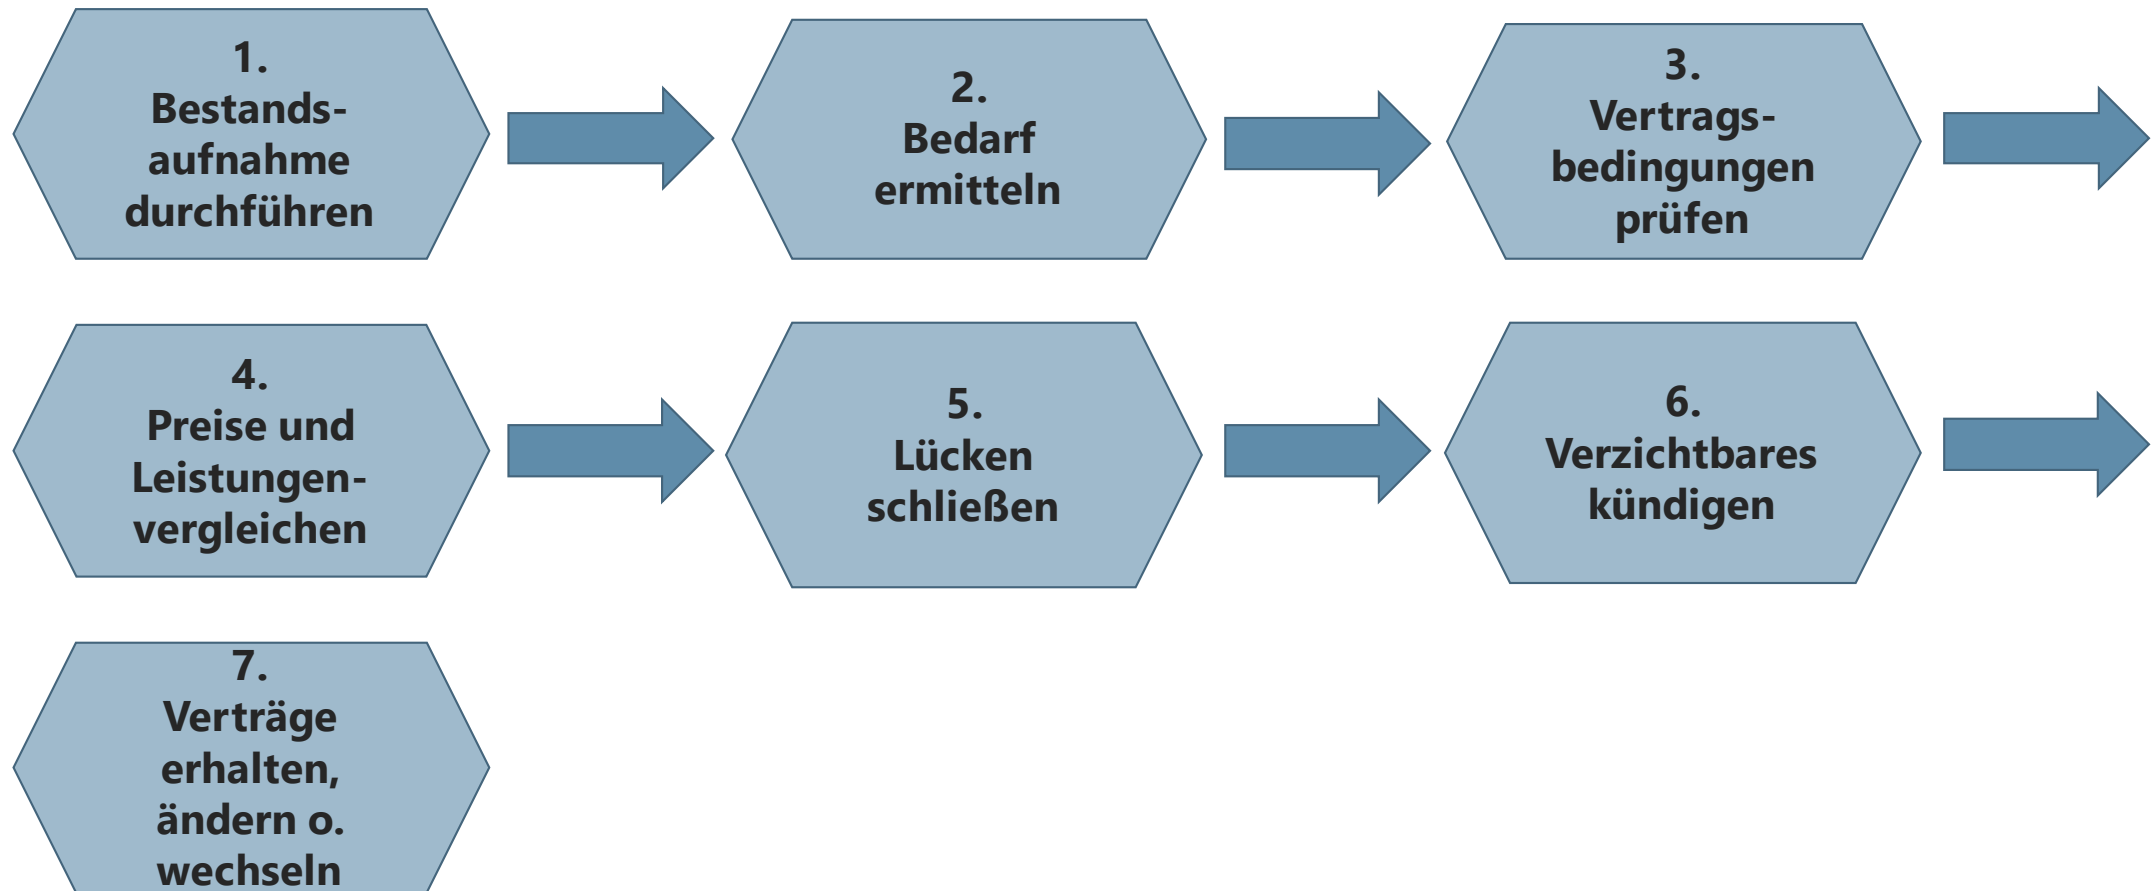 1.
Bestands-
aufnahme
durchführen
2.
Bedarf
ermitteln
3.
Vertrags-
bedingungen
prüfen
4.
Preise und
Leistungen-
vergleichen
5.
Lücken
schließen
6.
Verzichtbares
kündigen
7.
Verträge
erhalten,
ändern o.
wechseln